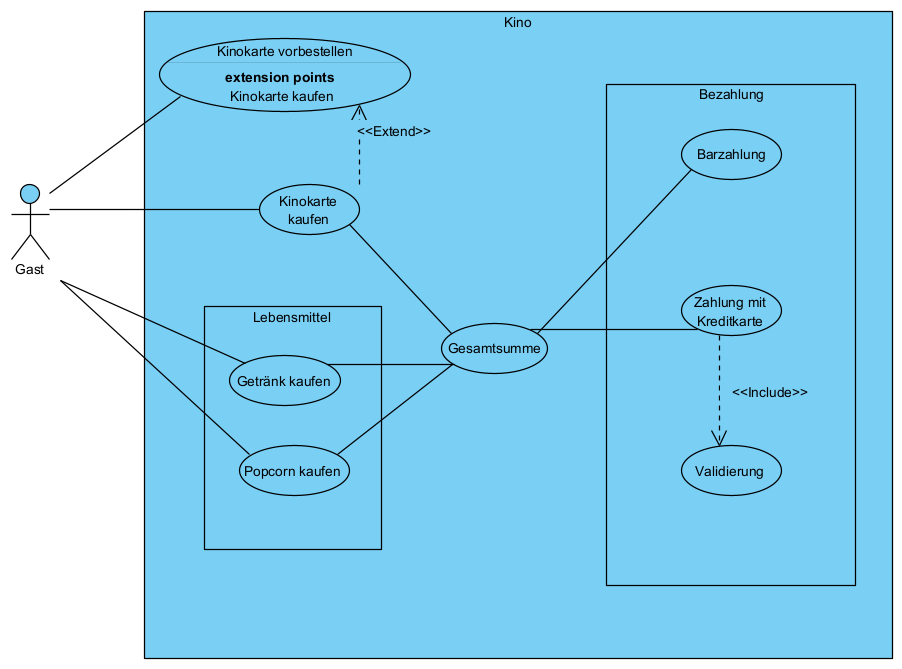 Kino
Kinokarte vorbestellen
extension points
Kinokarte kaufen
<<Extend>>
Bezahlung
Barzahlung
Kinokarte
kaufen
Gast
Lebensmittel
Zahlung mit
Kreditkarte
Gesamtsumme
Getränk kaufen
<<Include>>
Popcorn kaufen
Validierung